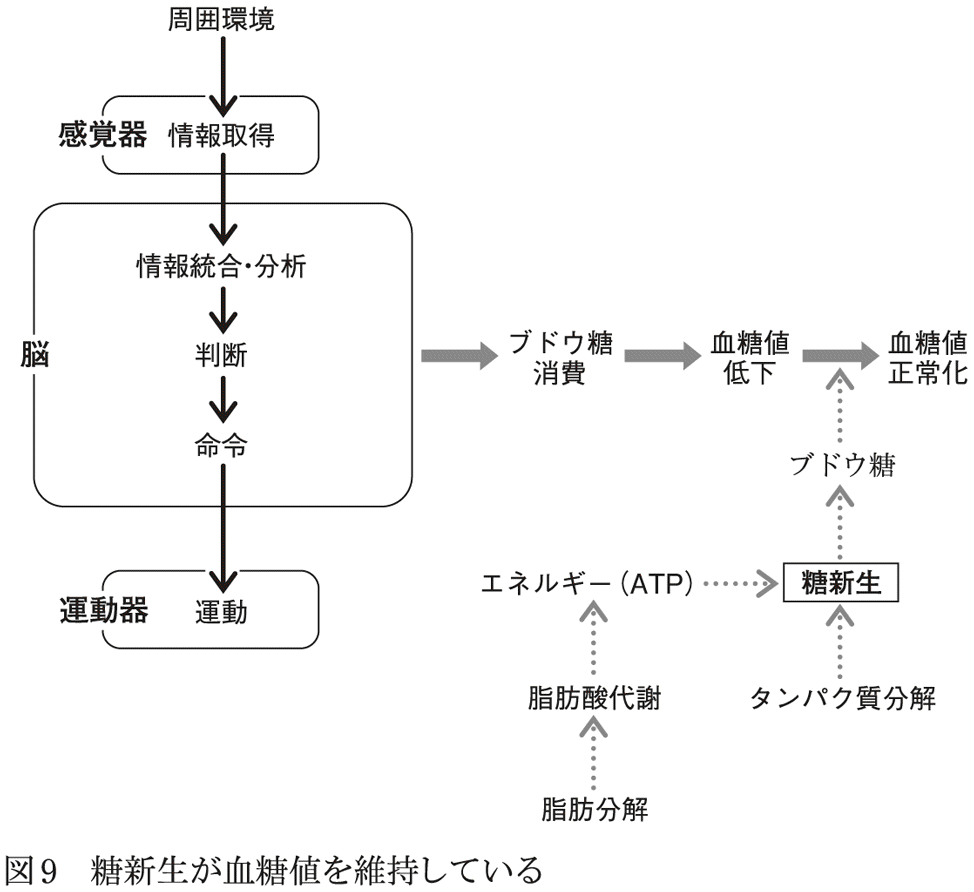 周囲環境
感覚器 情報取得
情報統合・分析
脳
判断
命令
運動器 運動
ブドウ糖
消費
血糖値
低下
血糖値
正常化
ブドウ糖
エネルギー(ATP)
糖新生
脂肪酸代謝
タンパク質分解
脂肪分解
図9 糖新生が血糖値を維持している